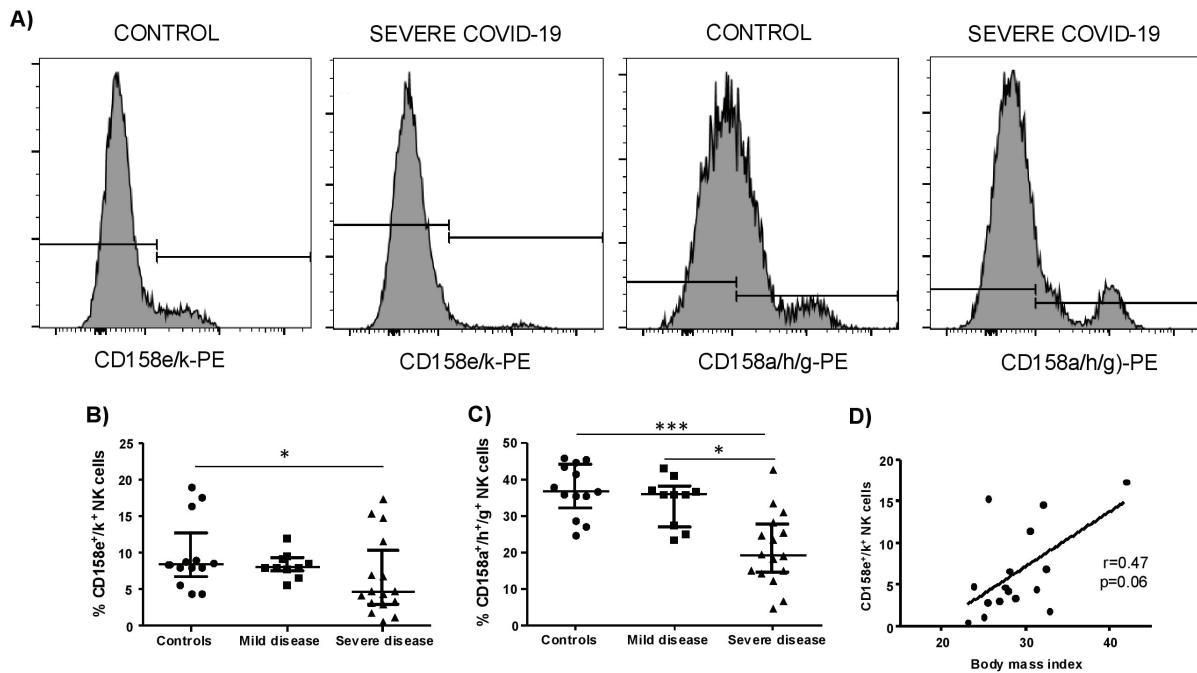 A)
CONTROL
SEVERE COVID-19
CONTROL
SEVERE COVID-19
CD158e/k-PE
CD158e/k-PE
CD158a/h/g-PE
CD158a/h/g)-PE
B)
% CD158e⁺/k⁺ NK cells
25
20
15
10
5
0
*
Controls
Mild disease
Severe disease
C)
% CD158a⁺/h⁺/g⁺ NK cells
50
40
30
20
10
0
***
*
Controls
Mild disease
Severe disease
D)
CD158e⁺/k⁺ NK cells
20
15
10
5
0
r=0.47
p=0.06
20
30
40
Body mass index